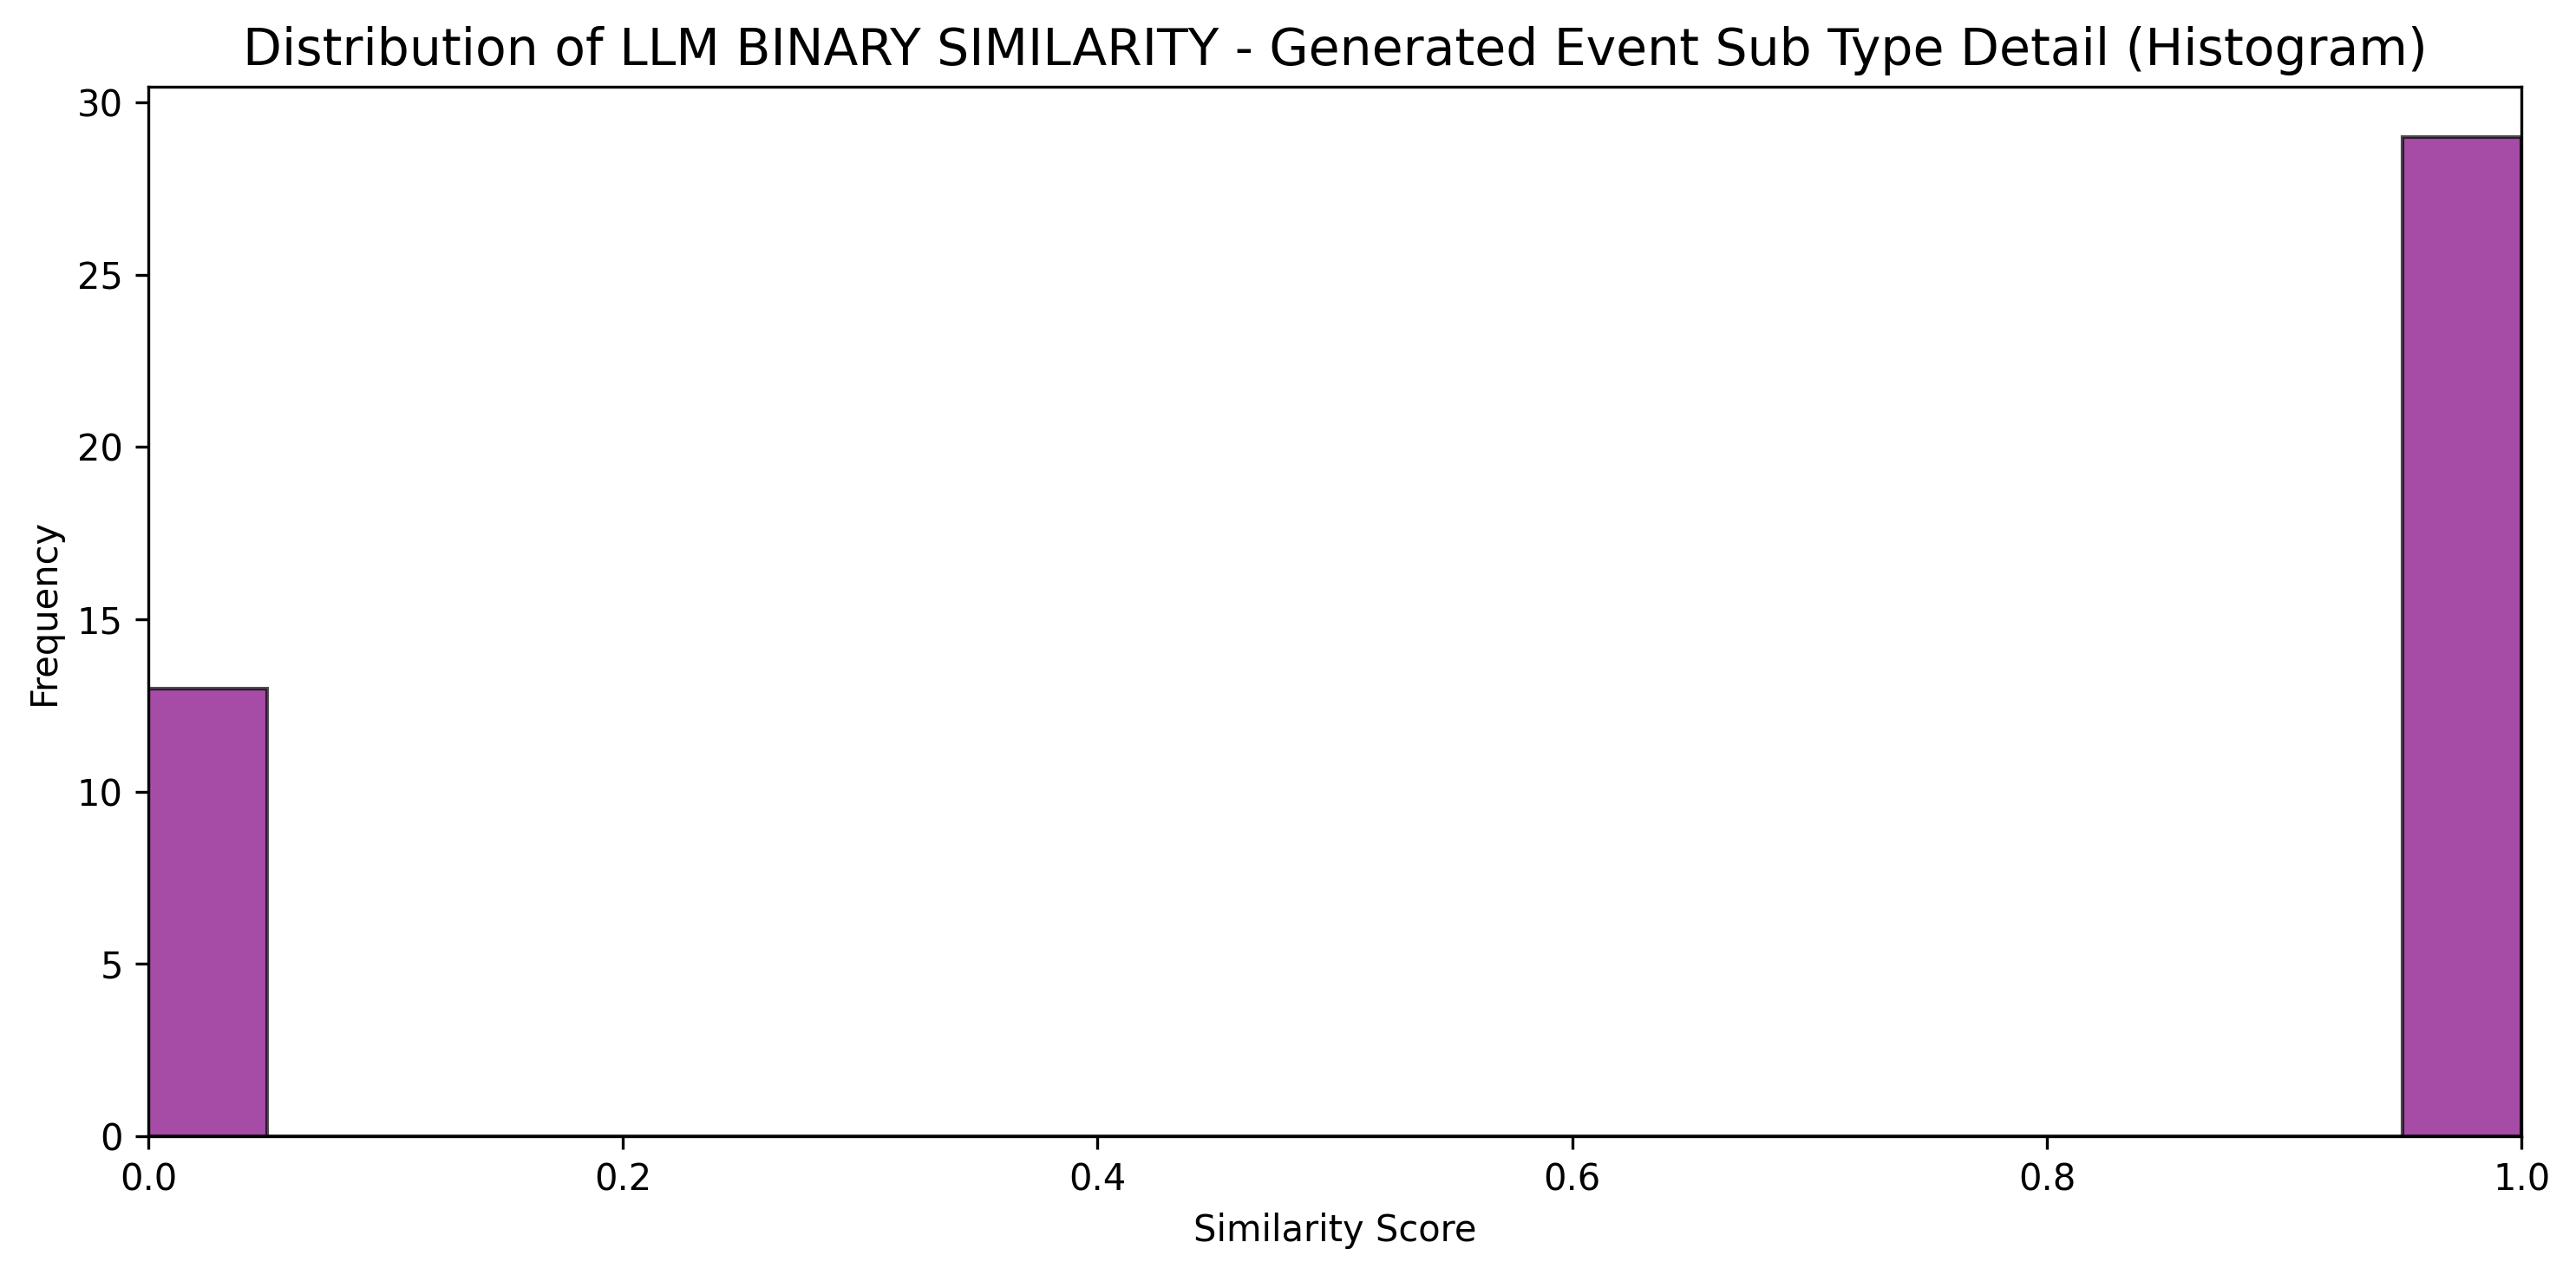 Distribution of LLM BINARY SIMILARITY - Generated Event Sub Type Detail (Histogram)
30
25
20
15
10
5
0
Frequency
0.0 0.2 0.4 0.6 0.8 1.0
Similarity Score